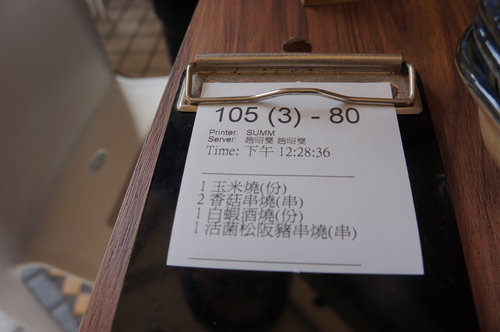 105 (3) - 80
Printer: SUMM
Server: 趙昭雯 趙昭雯
Time: 下午 12:28:36
1 玉米燒(份)
2 香菇串燒(串)
1 白蝦酒燒(份)
1 活菌松阪豬串燒(串)